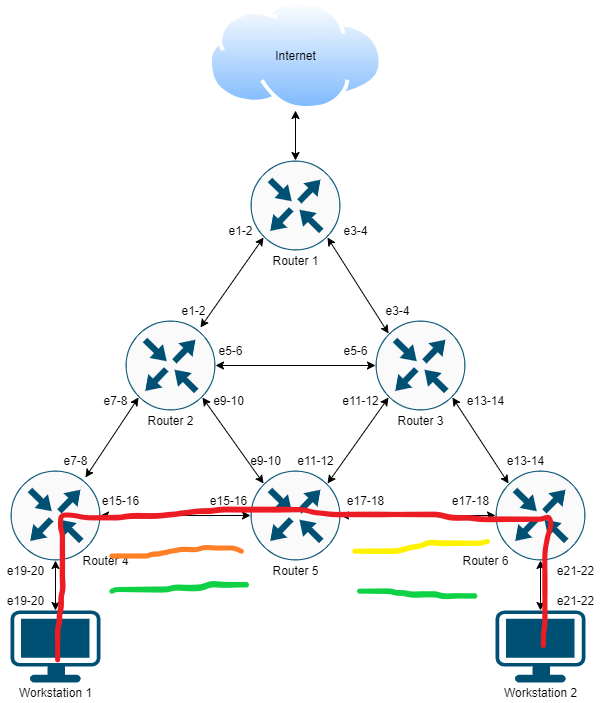 Internet
e1-2
e3-4
Router 1
e1-2
e3-4
e5-6
e5-6
e7-8
Router 2
e9-10
e11-12
Router 3
e13-14
e7-8
e9-10
e11-12
e13-14
e15-16
e15-16
e17-18
e17-18
Router 4
Router 5
Router 6
e19-20
e21-22
e19-20
e21-22
Workstation 1
Workstation 2